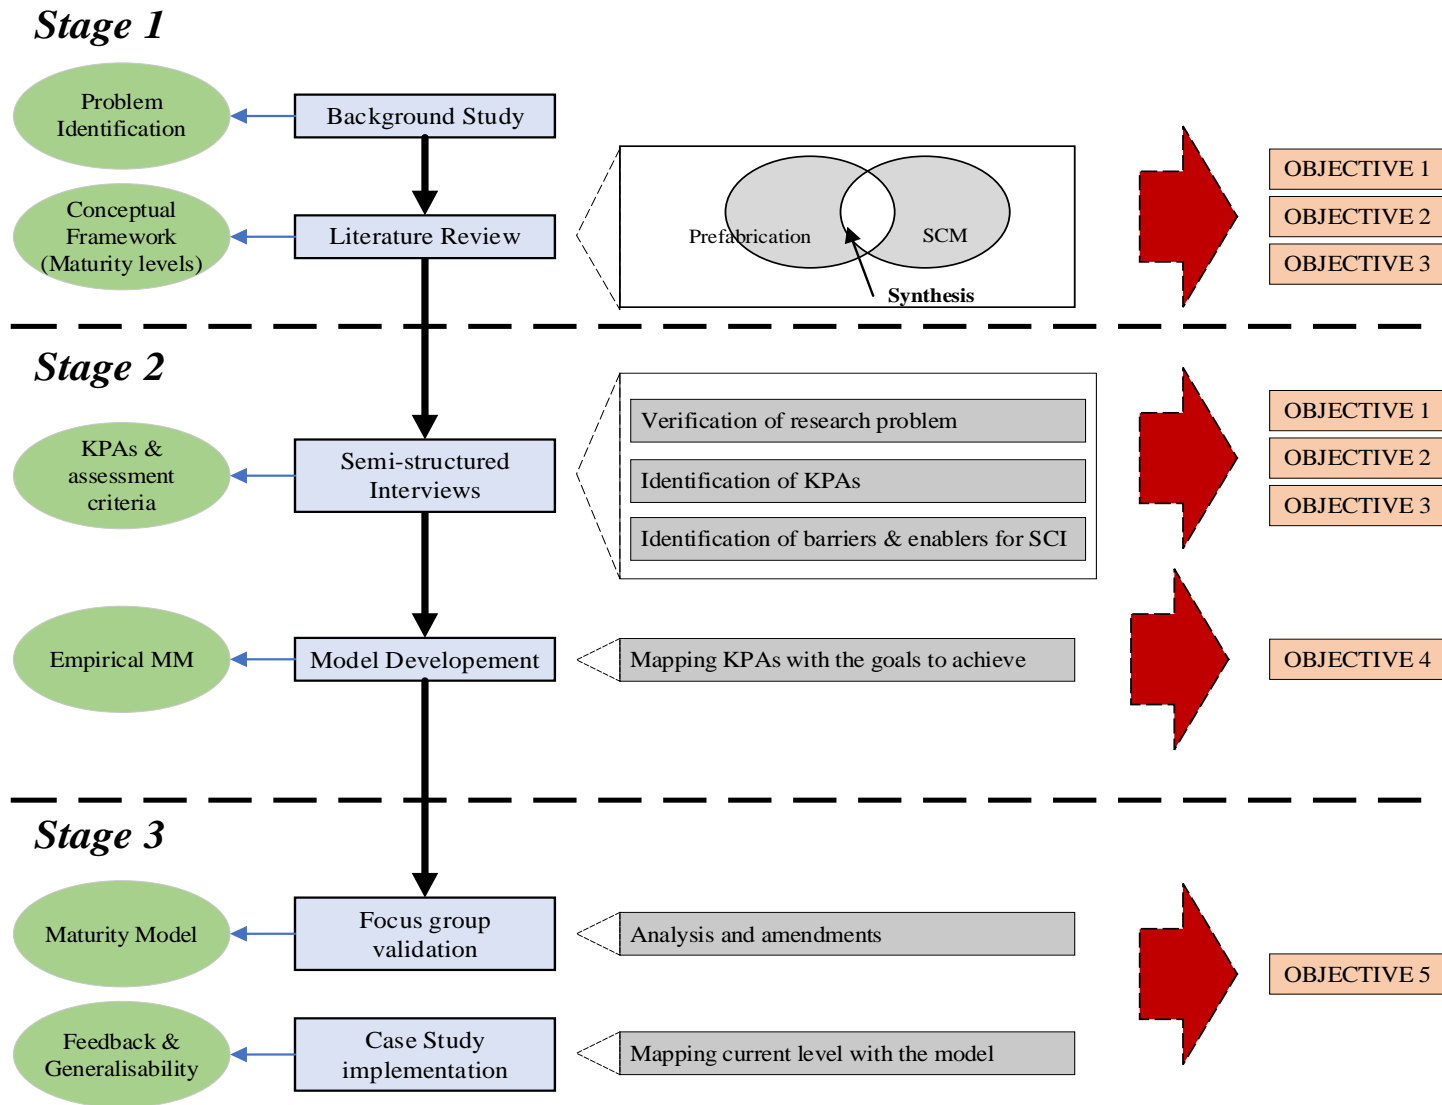 Stage 1
Problem
Identification
Background Study
Conceptual
Framework
(Maturity levels)
Literature Review
Prefabrication
SCM
Synthesis
OBJECTIVE 1
OBJECTIVE 2
OBJECTIVE 3
Stage 2
KPAs &
assessment
criteria
Semi-structured
Interviews
Verification of research problem
Identification of KPAs
Identification of barriers & enablers for SCI
OBJECTIVE 1
OBJECTIVE 2
OBJECTIVE 3
Empirical MM
Model Developement
Mapping KPAs with the goals to achieve
OBJECTIVE 4
Stage 3
Maturity Model
Focus group
validation
Analysis and amendments
OBJECTIVE 5
Feedback &
Generalisability
Case Study
implementation
Mapping current level with the model